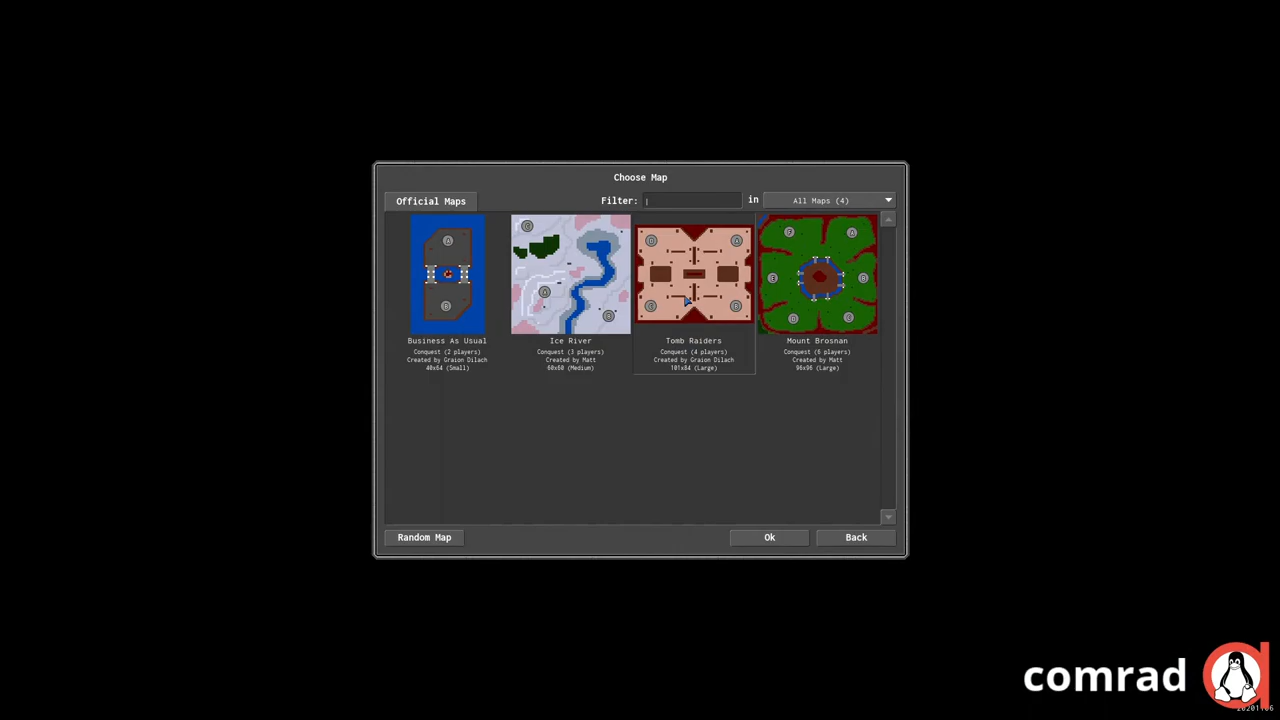 Choose Map
Official Maps
Filter:
in
All Maps (4)
Business As Usual
Conquest (2 players)
Created by Graion Dilach
40x64 (Small)
Ice River
Conquest (3 players)
Created by Matt
60x60 (Medium)
Tomb Raiders
Conquest (4 players)
Created by Graion Dilach
101x84 (Large)
Mount Brosnan
Conquest (6 players)
Created by Matt
96x96 (Large)
Random Map
Ok
Back
comrad